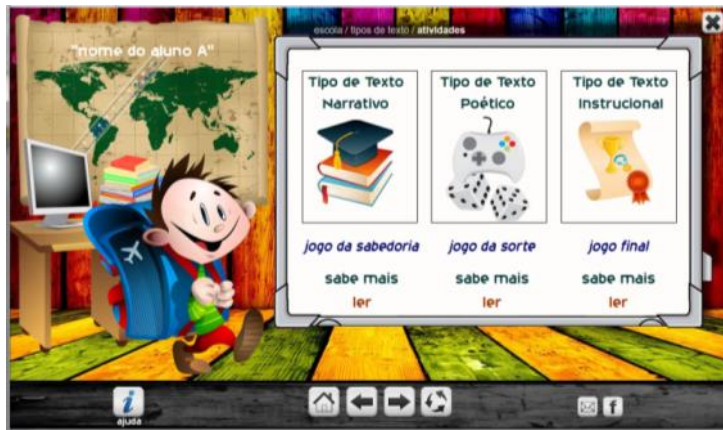 escola / tipos de texto / atividades
"nome do aluno A"
Tipo de Texto
Narrativo
jogo da sabedoria
sabe mais
ler
Tipo de Texto
Poético
jogo da sorte
sabe mais
ler
Tipo de Texto
Instrucional
jogo final
sabe mais
ler
i
ajuda
f